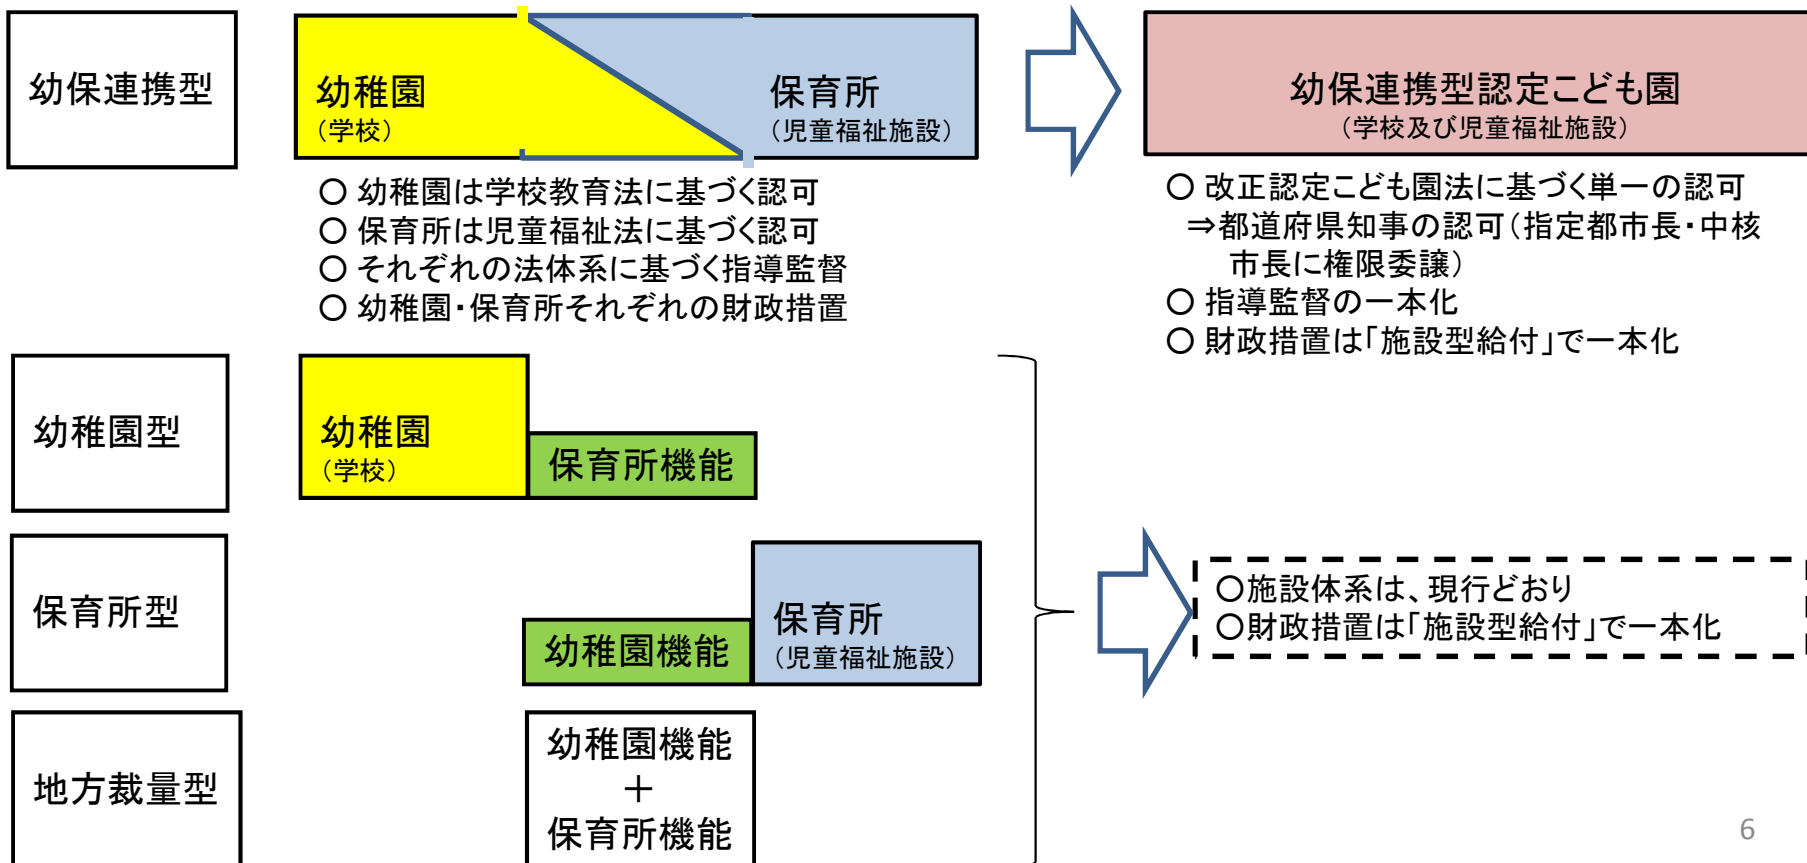 幼保連携型
幼稚園
（学校）
保育所
（児童福祉施設）
幼保連携型認定こども園
（学校及び児童福祉施設）
○ 幼稚園は学校教育法に基づく認可
○ 保育所は児童福祉法に基づく認可
○ それぞれの法体系に基づく指導監督
○ 幼稚園・保育所それぞれの財政措置
○ 改正認定こども園法に基づく単一の認可
⇒都道府県知事の認可（指定都市長・中核
市長に権限委譲）
○ 指導監督の一本化
○ 財政措置は「施設型給付」で一本化
幼稚園型
幼稚園
（学校）
保育所機能
保育所型
幼稚園機能
保育所
（児童福祉施設）
○施設体系は、現行どおり
○財政措置は「施設型給付」で一本化
地方裁量型
幼稚園機能
＋
保育所機能
6